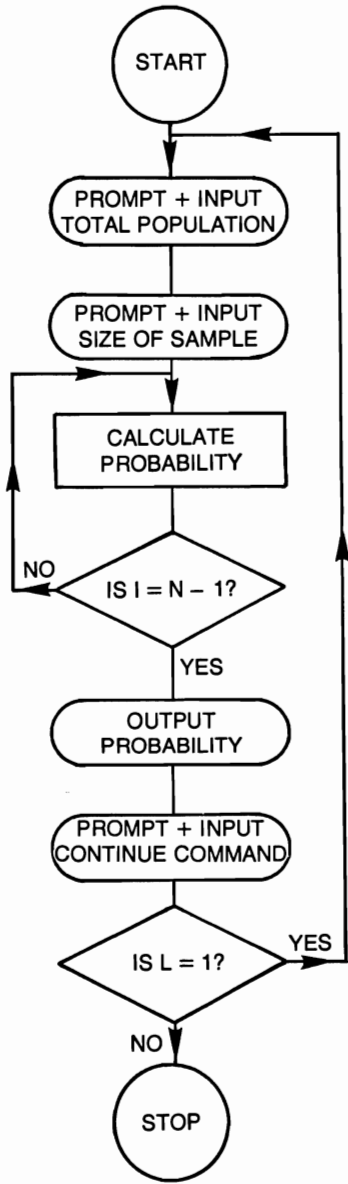 START
PROMPT + INPUT
TOTAL POPULATION
PROMPT + INPUT
SIZE OF SAMPLE
CALCULATE
PROBABILITY
NO
IS I = N – 1?
YES
OUTPUT
PROBABILITY
PROMPT + INPUT
CONTINUE COMMAND
YES
IS L = 1?
NO
STOP